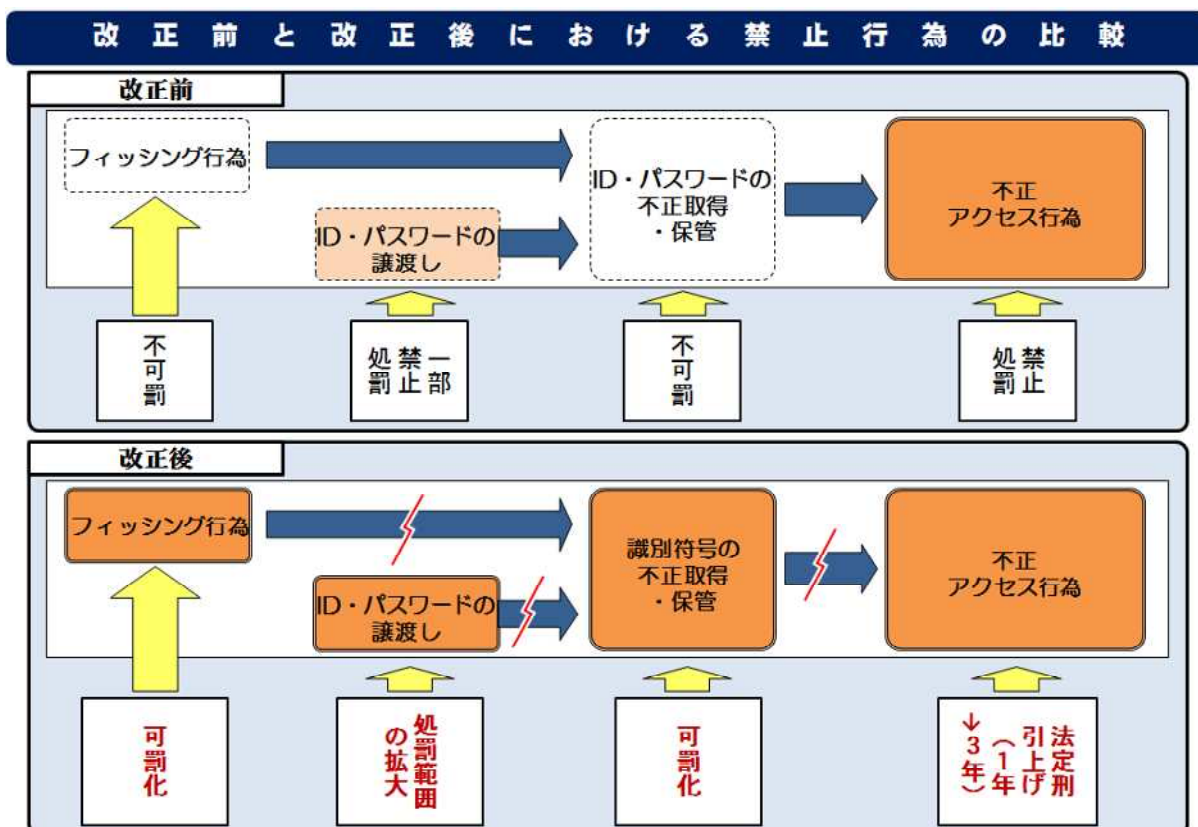 改正前と改正後における禁止行為の比較
改正前
フィッシング行為
ID・パスワードの
譲渡し
ID・パスワードの
不正取得
・保管
不正
アクセス行為
不可罰
一部
禁止
処罰
不可罰
禁止
処罰
改正後
フィッシング行為
ID・パスワードの
譲渡し
識別符号の
不正取得
・保管
不正
アクセス行為
可罰化
処罰範囲
の拡大
可罰化
法定刑
引上げ
（1年
↓3年）